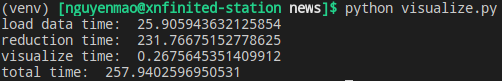 (venv) [nguyenmao@xnfinited-station news]$ python visualize.py
load data time:  25.905943632125854
reduction time:  231.76675152778625
visualize time:  0.2675645351409912
total time:  257.9402596950531